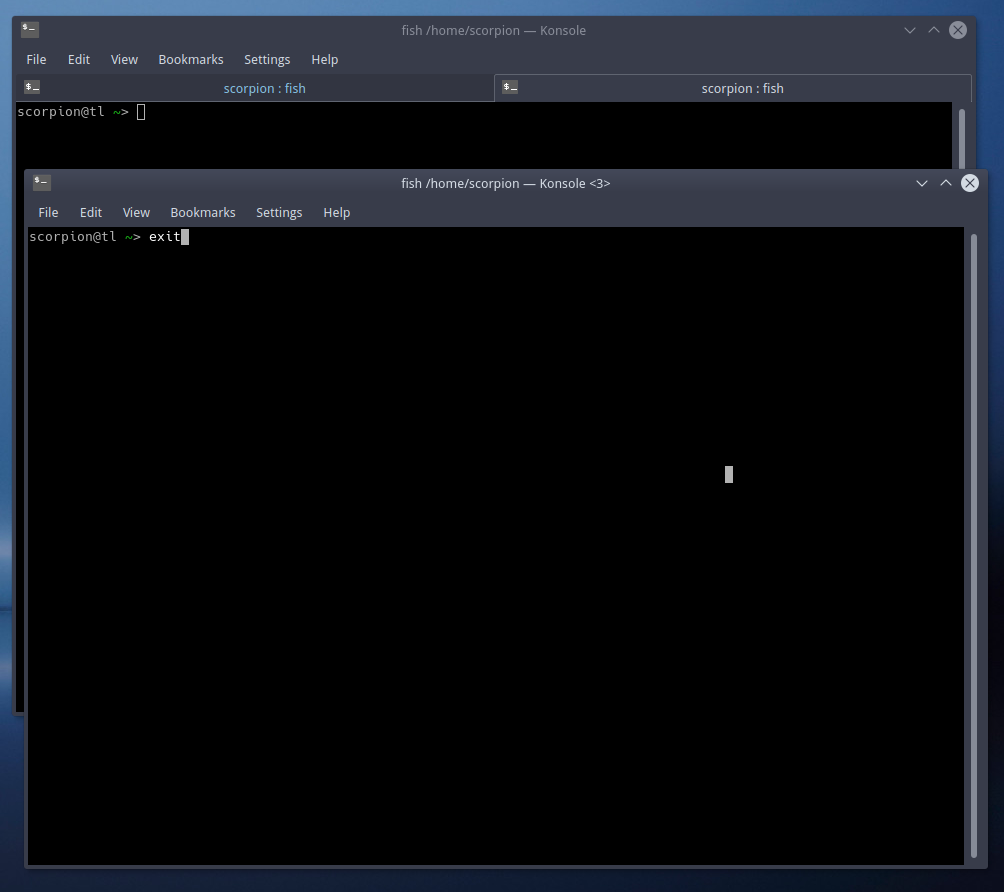 fish /home/scorpion — Konsole
File Edit View Bookmarks Settings Help
scorpion : fish scorpion : fish
scorpion@tl ~>
fish /home/scorpion — Konsole <3>
File Edit View Bookmarks Settings Help
scorpion@tl ~> exit